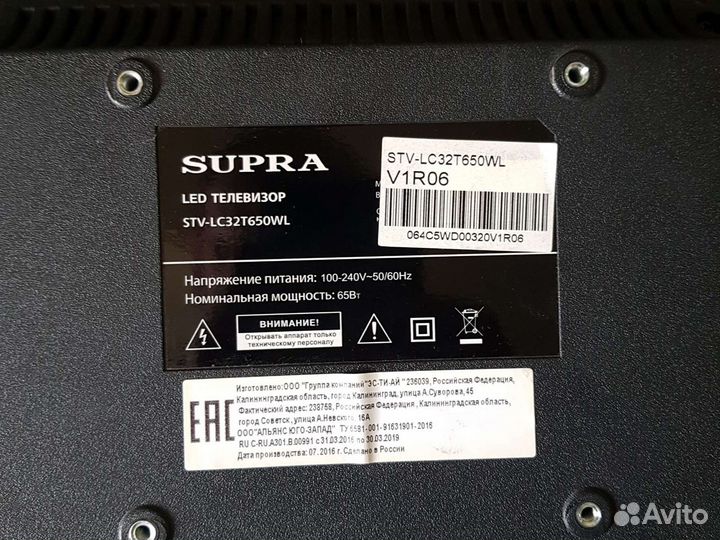 SUPRA
LED ТЕЛЕВИЗОР
STV-LC32T650WL
STV-LC32T650WL
V1R06
064C5WD00320V1R06
Напряжение питания: 100-240V~50/60Hz
Номинальная мощность: 65Вт
ВНИМАНИЕ!
Открывать аппарат только
техническому персоналу
EAC
Изготовлено:ООО "Группа компаний"ЭС-ТИ-АЙ" 236039, Российская Федерация,
Калининградская область, город Калининград, улица А.Суворова,45
Фактический адрес: 238758, Российская Федерация, Калининградская область,
город Советск, улица А.Невского, 16А
ООО"АЛЬЯНС ЮГО-ЗАПАД" ТУ 6581-001-91631901-2016
RU C-RU.A301.B.00991 с 31.03.2016 по 30.03.2019
Дата производства: 07.2016 г. Сделано в России
Avito